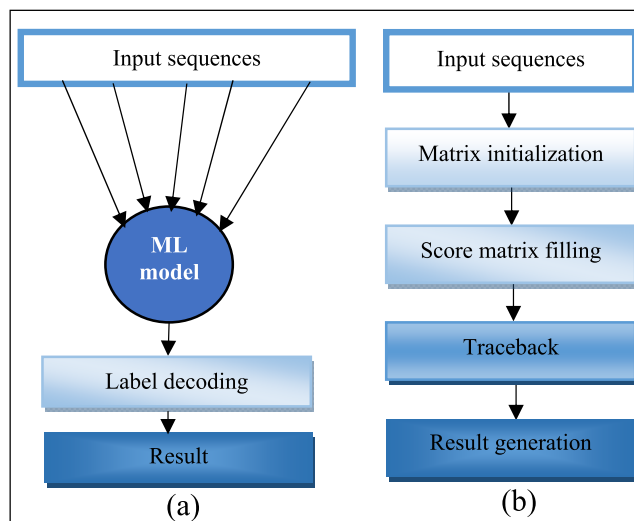 Input sequences
ML
model
Label decoding
Result
(a)
Input sequences
Matrix initialization
Score matrix filling
Traceback
Result generation
(b)